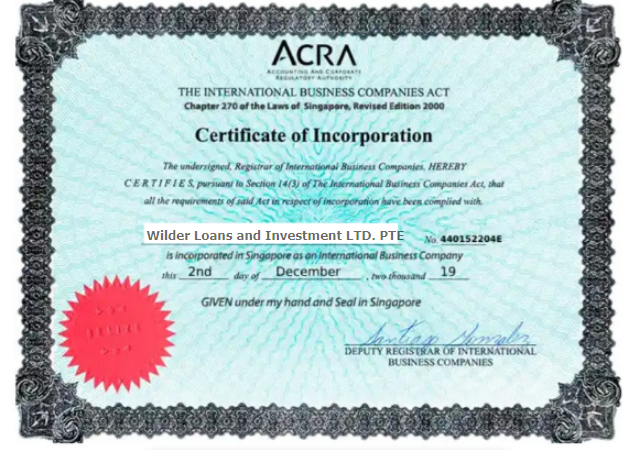 ACRA
ACCOUNTING AND CORPORATE
REGULATORY AUTHORITY
THE INTERNATIONAL BUSINESS COMPANIES ACT
Chapter 270 of the Laws of Singapore, Revised Edition 2000
Certificate of Incorporation
The undersigned, Registrar of International Business Companies, HEREBY
CERTIFIES, pursuant to Section 14(3) of The International Business Companies Act, that
all the requirements of said Act in respect of incorporation have been complied with.
Wilder Loans and Investment LTD. PTE No. 440152204E
is incorporated in Singapore as an International Business Company
this 2nd day of December, two thousand 19
GIVEN under my hand and Seal in Singapore
BELIZE
Santiago Gonzalez
DEPUTY REGISTRAR OF INTERNATIONAL
BUSINESS COMPANIES